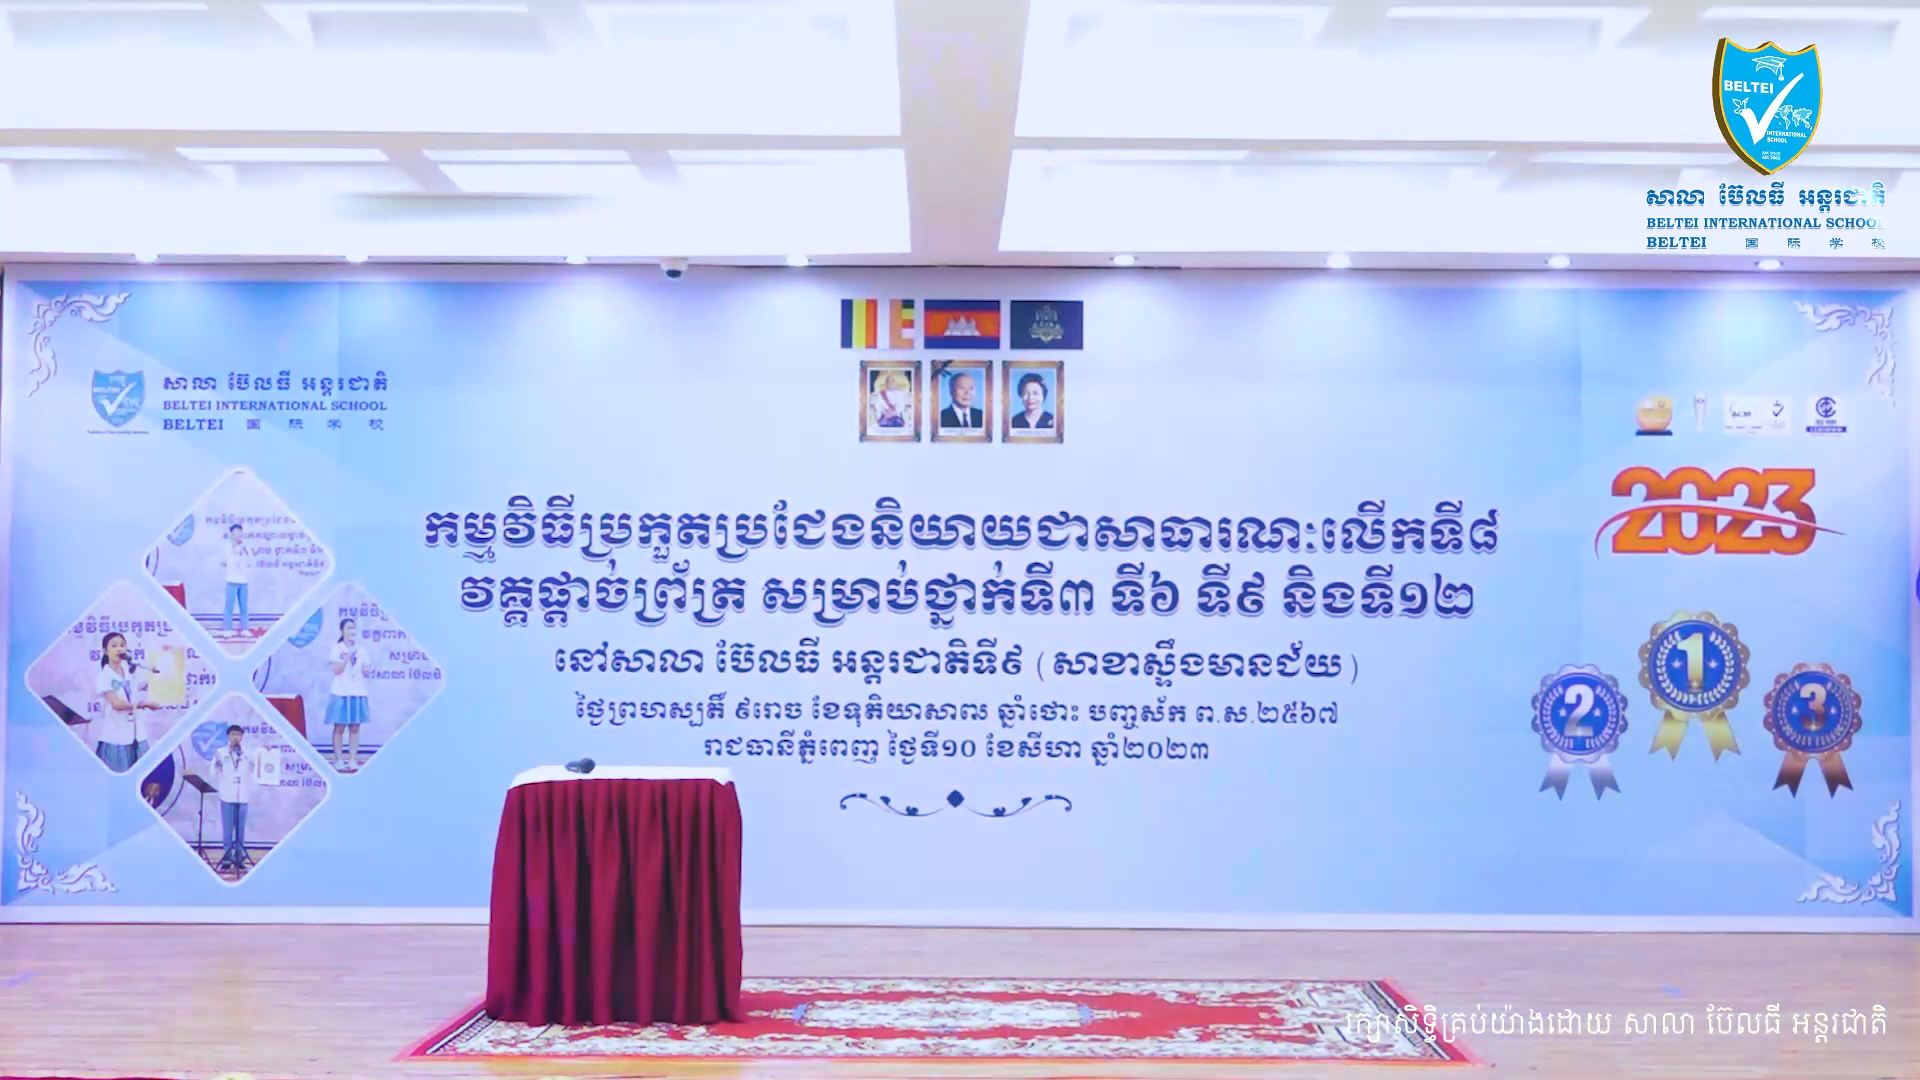 BELTEI
INTERNATIONAL
SCHOOL
សាលា ប៊ែលធី អន្តរជាតិ
BELTEI INTERNATIONAL SCHOOL
BELTEI 国际学校
សាលា ប៊ែលធី អន្តរជាតិ
BELTEI INTERNATIONAL SCHOOL
BELTEI 国际学校
2023
កម្មវិធីប្រកួតប្រជែងនិយាយជាសាធារណៈលើកទី៨
វគ្គផ្តាច់ព្រ័ត្រ សម្រាប់ថ្នាក់ទី៣ ទី៦ ទី៩ និងទី១២
នៅសាលា ប៊ែលធី អន្តរជាតិទី៩ (សាខាស្ទឹងមានជ័យ)
ថ្ងៃព្រហស្បតិ៍ ៩រោច ខែទុតិយាសាឍ ឆ្នាំថោះ បញ្ចស័ក ព.ស.២៥៦៧
រាជធានីភ្នំពេញ ថ្ងៃទី១០ ខែសីហា ឆ្នាំ២០២៣
2 1 3
រក្សាសិទ្ធិគ្រប់យ៉ាងដោយ សាលា ប៊ែលធី អន្តរជាតិ